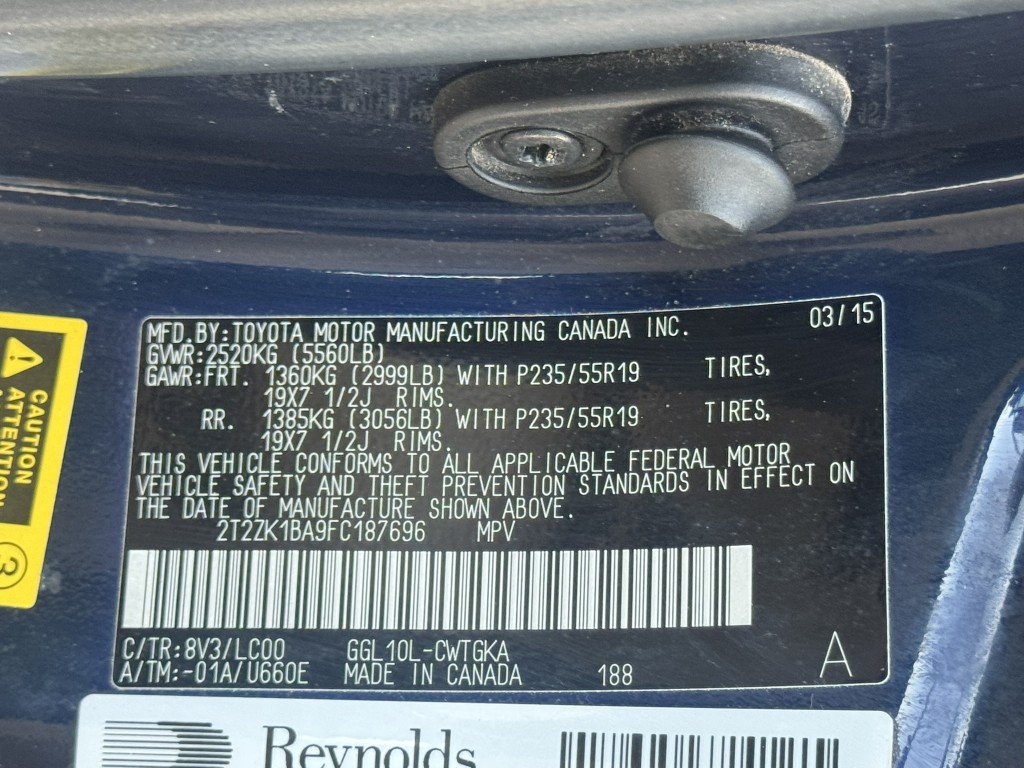 MFD.BY:TOYOTA MOTOR MANUFACTURING CANADA INC. 03/15
GVWR:2520KG (5560LB)
GAWR:FRT. 1360KG (2999LB) WITH P235/55R19 TIRES,
19X7 1/2J RIMS.
RR. 1385KG (3056LB) WITH P235/55R19 TIRES,
19X7 1/2J RIMS.
THIS VEHICLE CONFORMS TO ALL APPLICABLE FEDERAL MOTOR
VEHICLE SAFETY AND THEFT PREVENTION STANDARDS IN EFFECT ON
THE DATE OF MANUFACTURE SHOWN ABOVE.
2T2ZK1BA9FC187696 MPV
C/TR:8V3/LC00 GGL10L-CWTGKA
A/TM:-01A/U660E MADE IN CANADA 188 A
CAUTION
ATTENTION
3
Reynolds